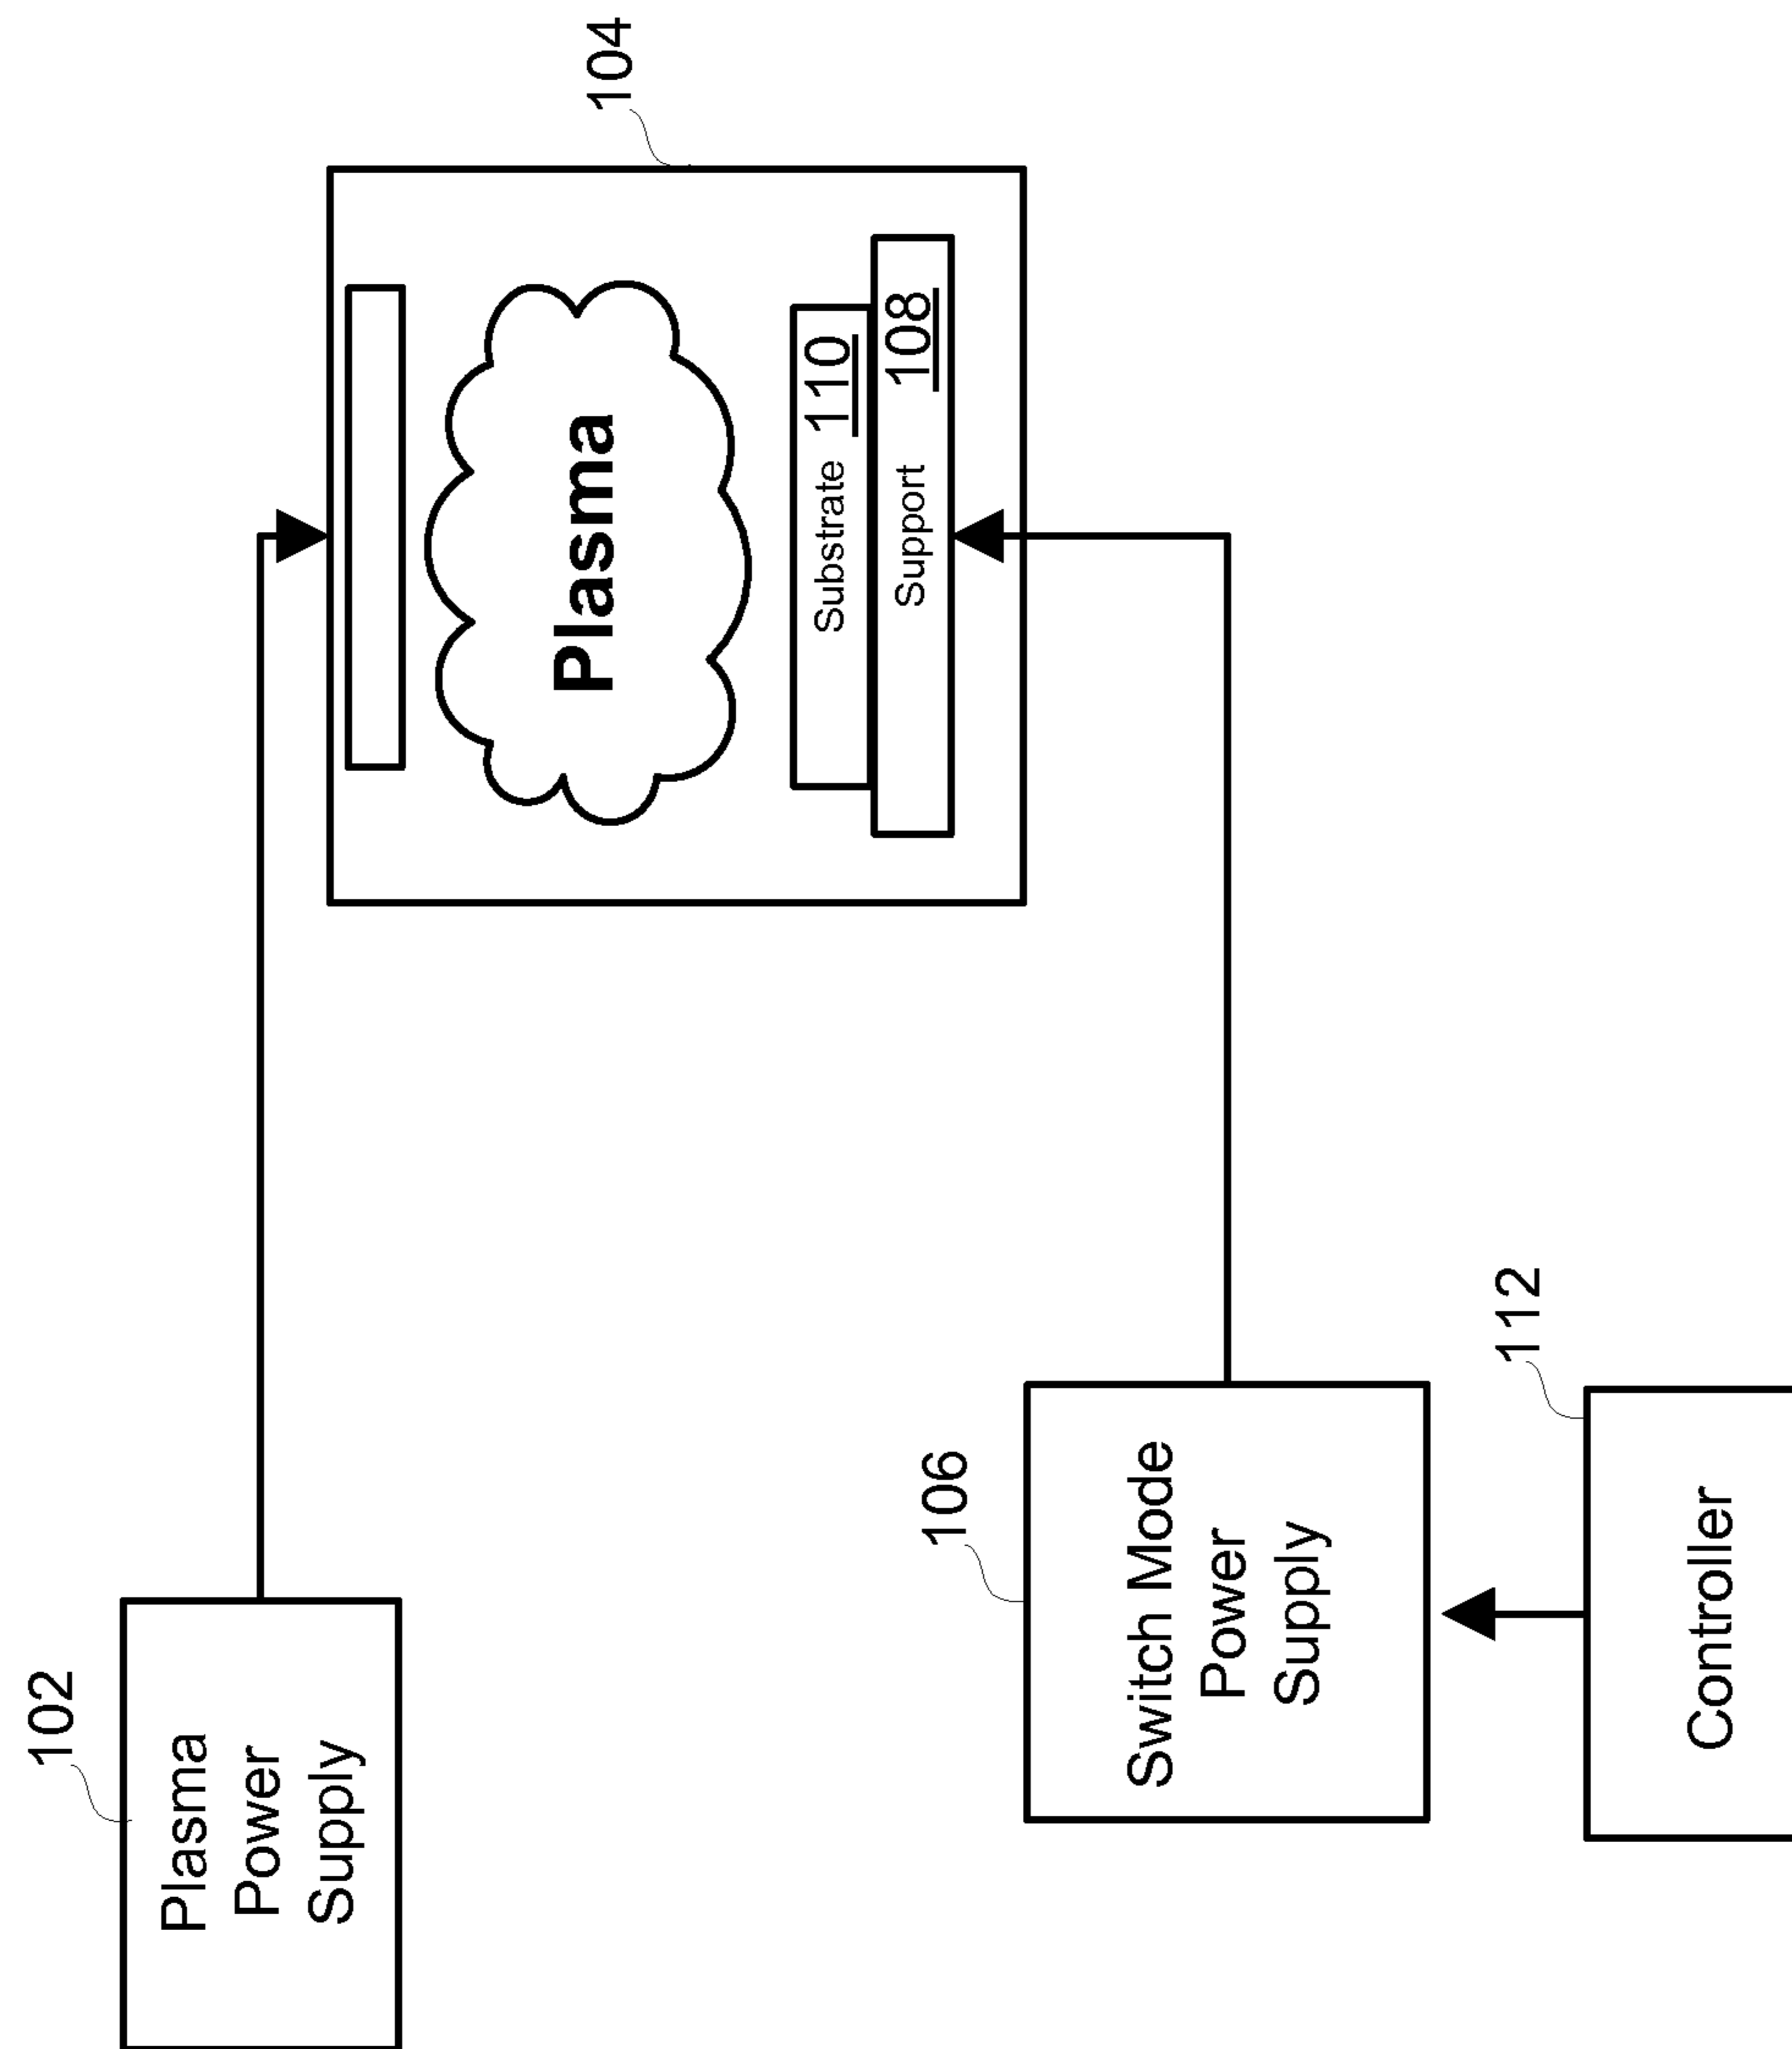 102
Plasma
Power
Supply
104
Plasma
Substrate 110
Support 108
106
Switch Mode
Power
Supply
112
Controller